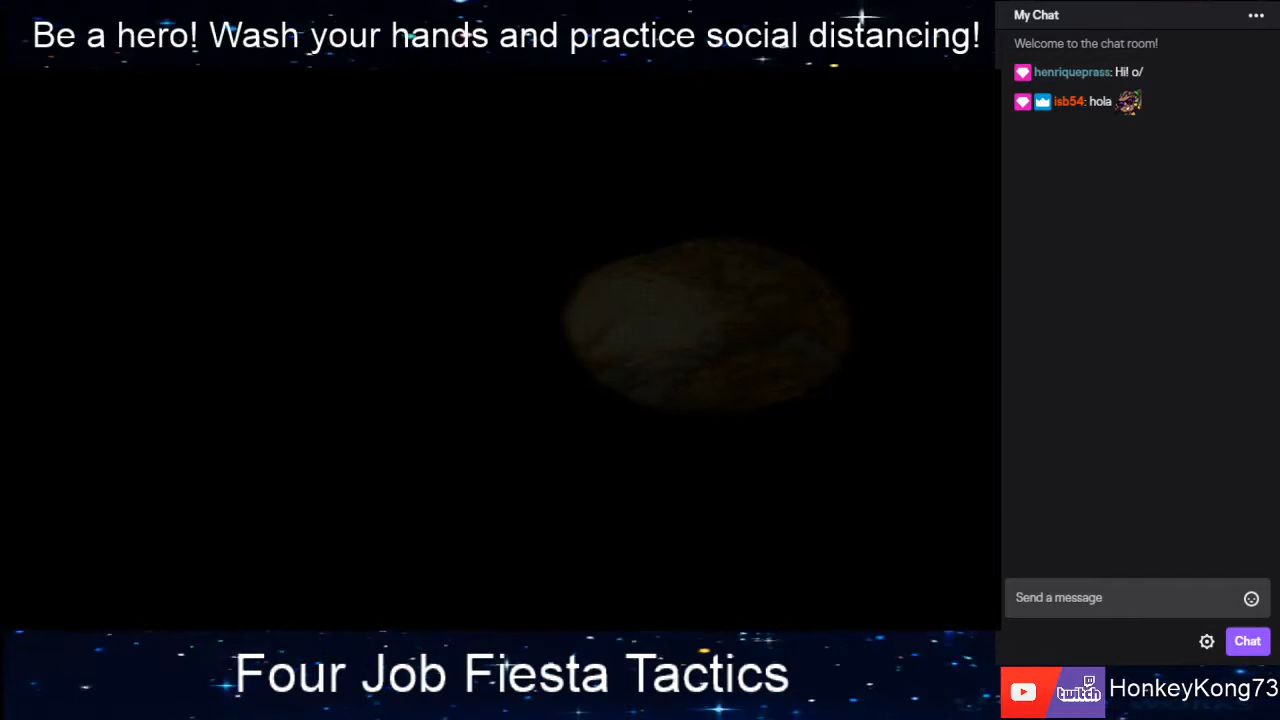 Be a hero! Wash your hands and practice social distancing!
My Chat
Welcome to the chat room!
henriqueprass: Hi! o/
isb54: hola
Send a message
Chat
Four Job Fiesta Tactics
twitch HonkeyKong73